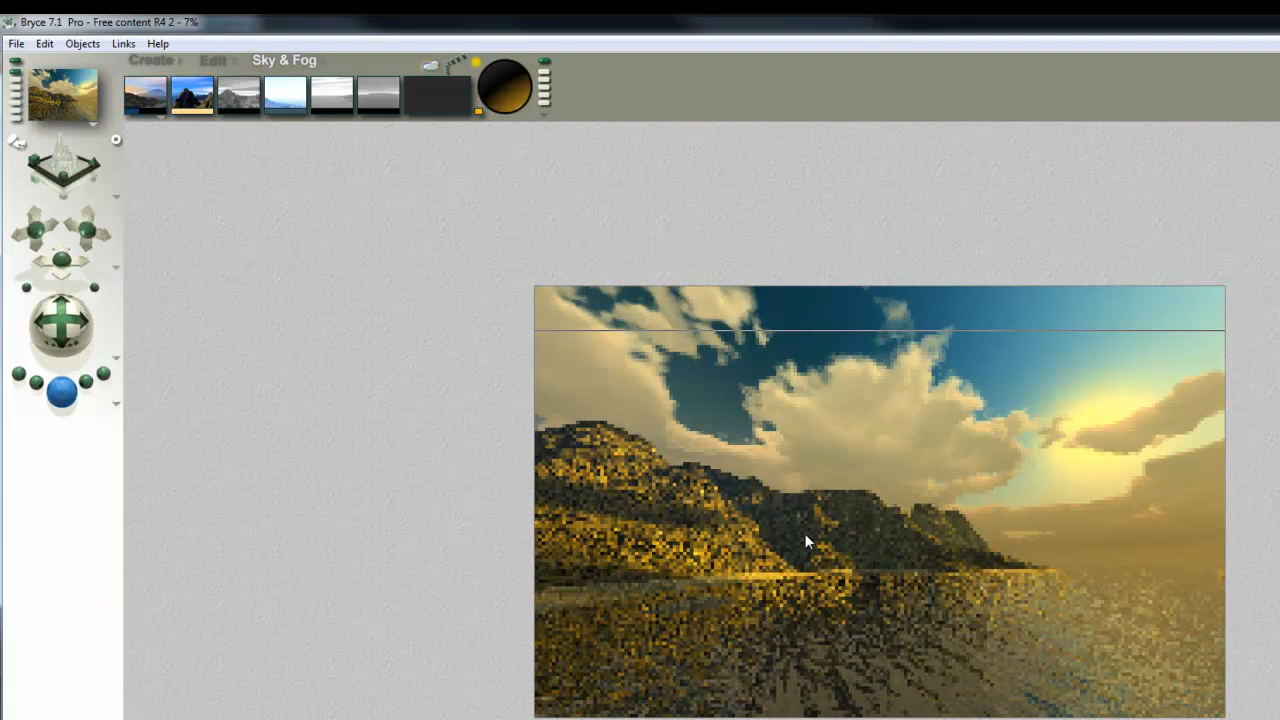 Bryce 7.1 Pro - Free content R4 2 - 7%
File Edit Objects Links Help
Create Edit Sky & Fog